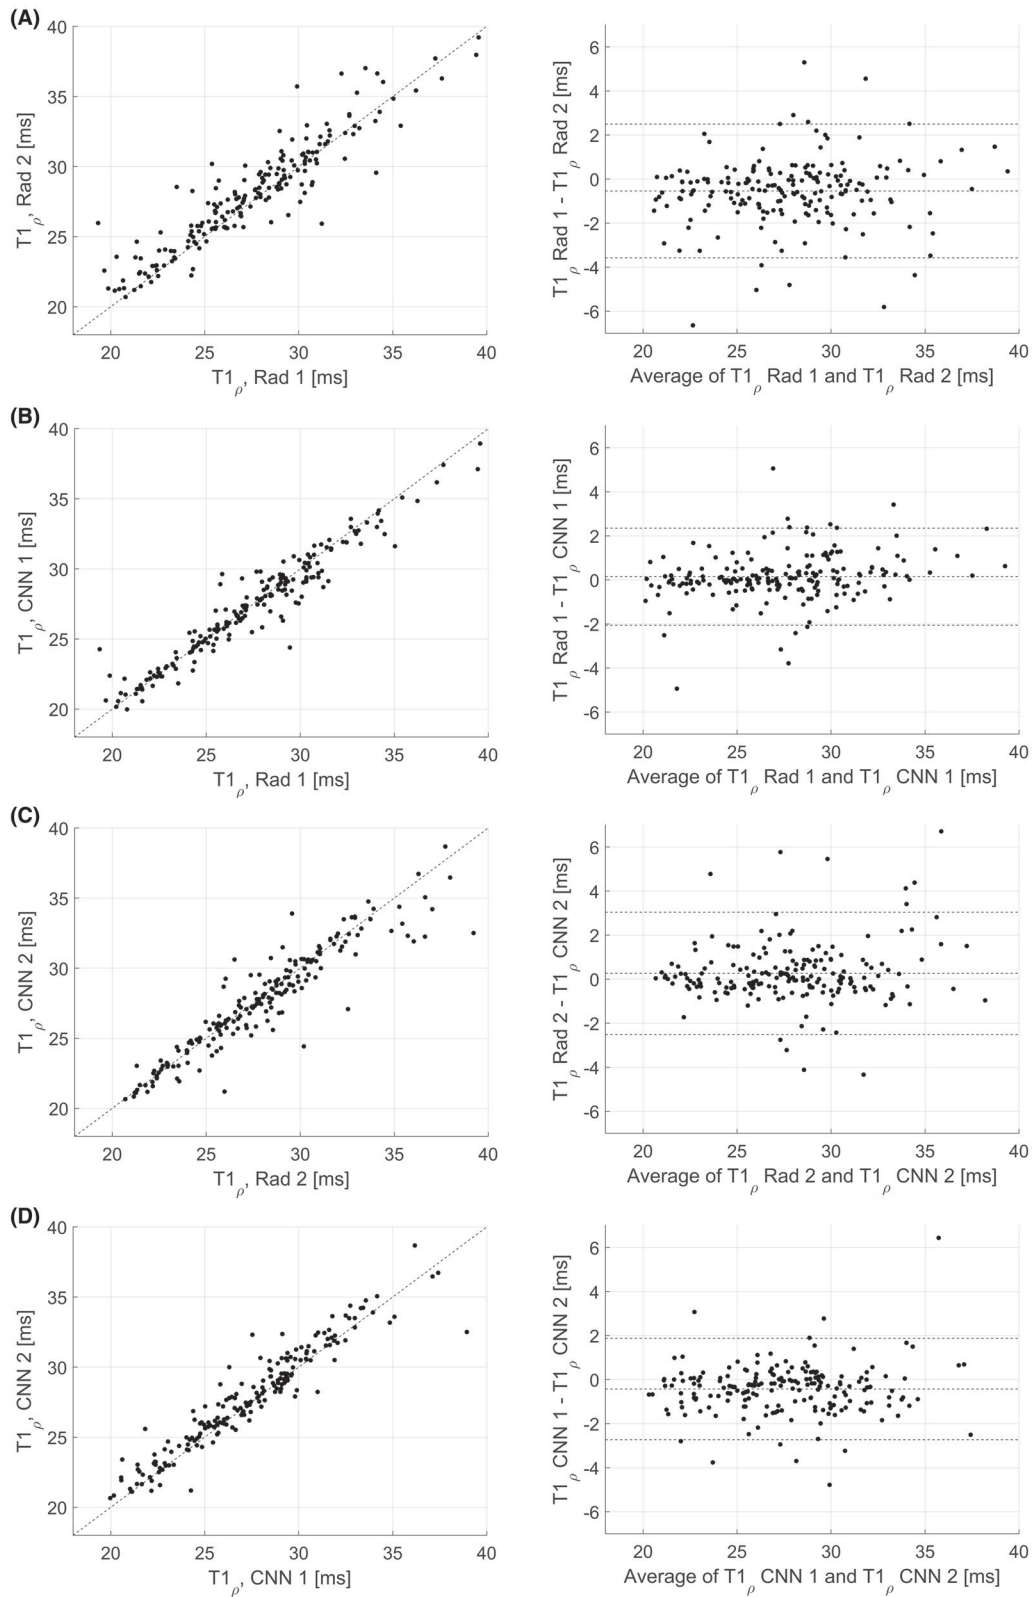 (A)
40
35
30
25
20
20 25 30 35 40
T1ρ, Rad 2 [ms]
T1ρ, Rad 1 [ms]
6
4
2
0
-2
-4
-6
20 25 30 35 40
T1ρ Rad 1 - T1ρ Rad 2 [ms]
Average of T1ρ Rad 1 and T1ρ Rad 2 [ms]
(B)
40
35
30
25
20
20 25 30 35 40
T1ρ, CNN 1 [ms]
T1ρ, Rad 1 [ms]
6
4
2
0
-2
-4
-6
20 25 30 35 40
T1ρ Rad 1 - T1ρ CNN 1 [ms]
Average of T1ρ Rad 1 and T1ρ CNN 1 [ms]
(C)
40
35
30
25
20
20 25 30 35 40
T1ρ, CNN 2 [ms]
T1ρ, Rad 2 [ms]
6
4
2
0
-2
-4
-6
20 25 30 35 40
T1ρ Rad 2 - T1ρ CNN 2 [ms]
Average of T1ρ Rad 2 and T1ρ CNN 2 [ms]
(D)
40
35
30
25
20
20 25 30 35 40
T1ρ, CNN 2 [ms]
T1ρ, CNN 1 [ms]
6
4
2
0
-2
-4
-6
20 25 30 35 40
T1ρ CNN 1 - T1ρ CNN 2 [ms]
Average of T1ρ CNN 1 and T1ρ CNN 2 [ms]